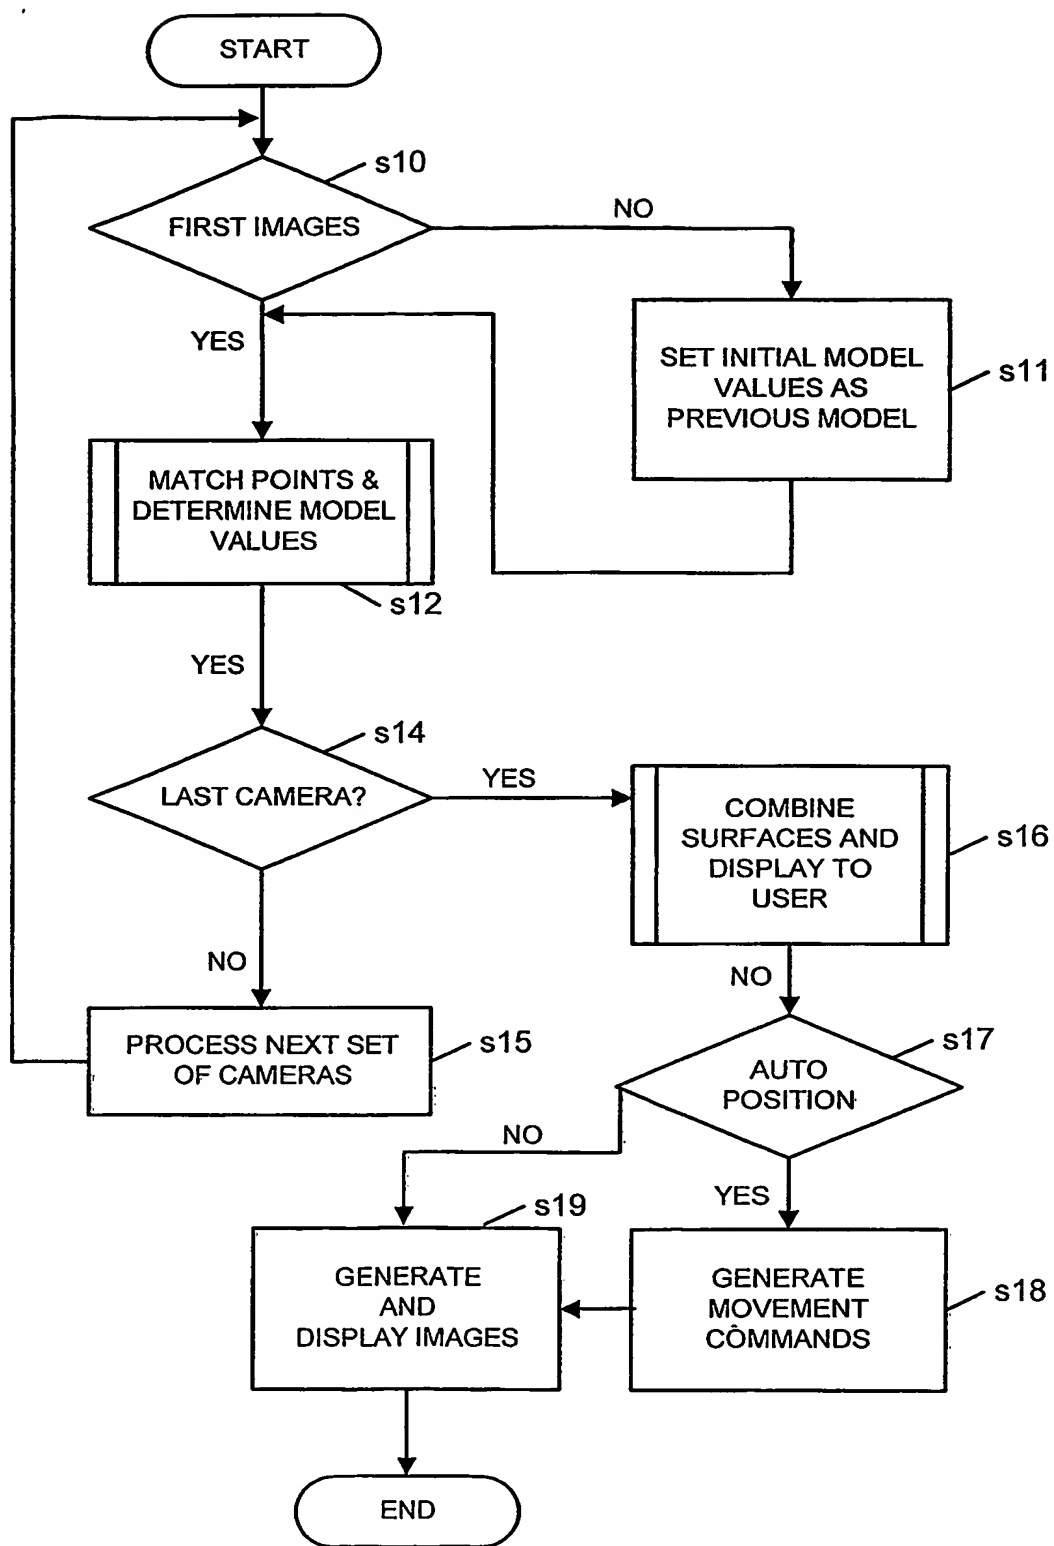 START
s10
FIRST IMAGES
NO
YES
SET INITIAL MODEL
VALUES AS
PREVIOUS MODEL
s11
MATCH POINTS &
DETERMINE MODEL
VALUES
s12
YES
s14
LAST CAMERA?
YES
COMBINE
SURFACES AND
DISPLAY TO
USER
s16
NO
NO
PROCESS NEXT SET
OF CAMERAS
s15
s17
AUTO
POSITION
NO
YES
s19
GENERATE
AND
DISPLAY IMAGES
GENERATE
MOVEMENT
COMMANDS
s18
END